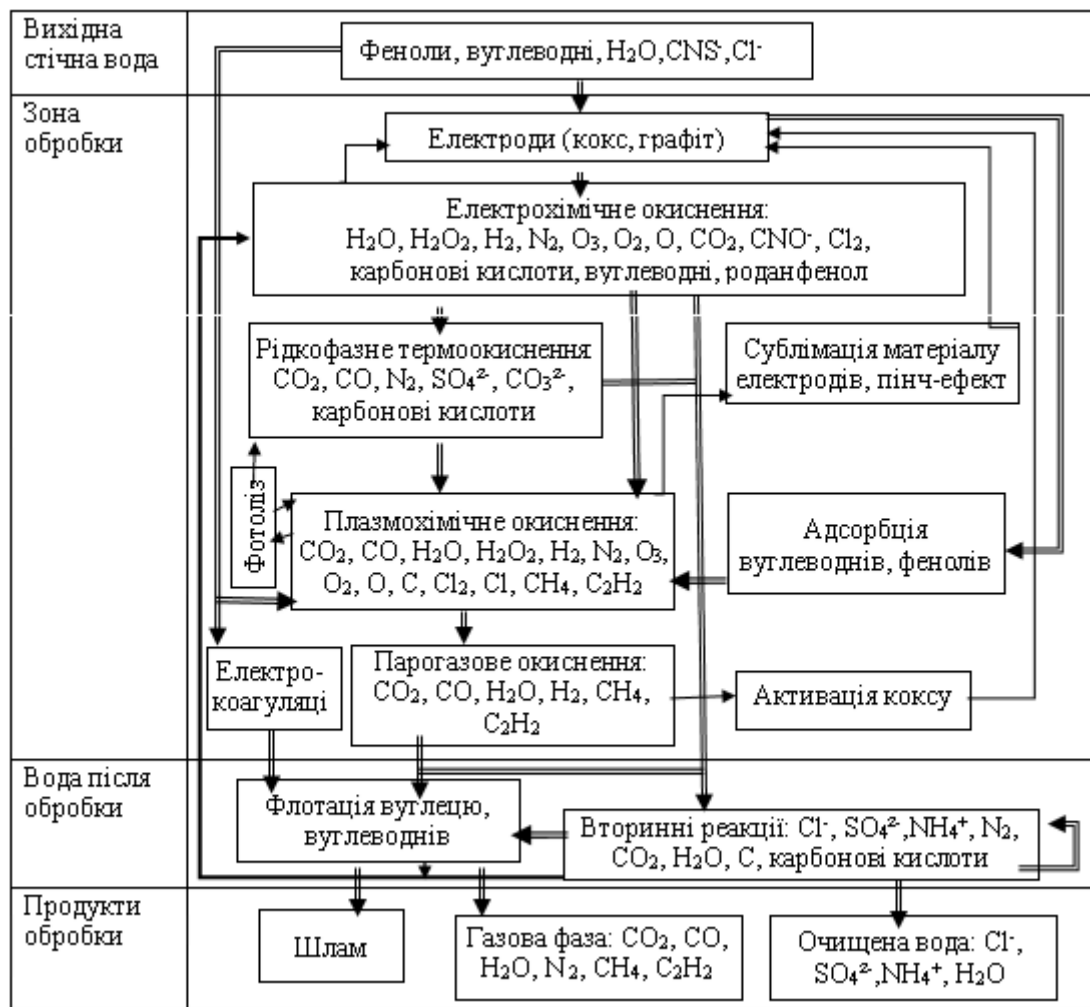 Вихідна
стічна вода
Феноли, вуглеводні, H₂O, CNS⁻, Cl⁻
Зона
обробки
Електроди (кокс, графіт)
Електрохімічне окиснення:
H₂O, H₂O₂, H₂, N₂, O₃, O₂, O, CO₂, CNO⁻, Cl₂,
карбонові кислоти, вуглеводні, роданфенол
Рідкофазне термоокиснення
CO₂, CO, N₂, SO₄²⁻, CO₃²⁻,
карбонові кислоти
Сублімація матеріалу
електродів, пінч-ефект
Фотоліз
Плазмохімічне окиснення:
CO₂, CO, H₂O, H₂O₂, H₂, N₂, O₃,
O₂, O, C, Cl₂, Cl, CH₄, C₂H₂
Адсорбція
вуглеводнів, фенолів
Електро-
коагуляці
Парогазове окиснення:
CO₂, CO, H₂O, H₂, CH₄,
C₂H₂
Активація коксу
Вода після
обробки
Флотація вуглецю,
вуглеводнів
Вторинні реакції: Cl⁻, SO₄²⁻,NH₄⁺, N₂,
CO₂, H₂O, C, карбонові кислоти
Продукти
обробки
Шлам
Газова фаза: CO₂, CO,
H₂O, N₂, CH₄, C₂H₂
Очищена вода: Cl⁻,
SO₄²⁻,NH₄⁺, H₂O